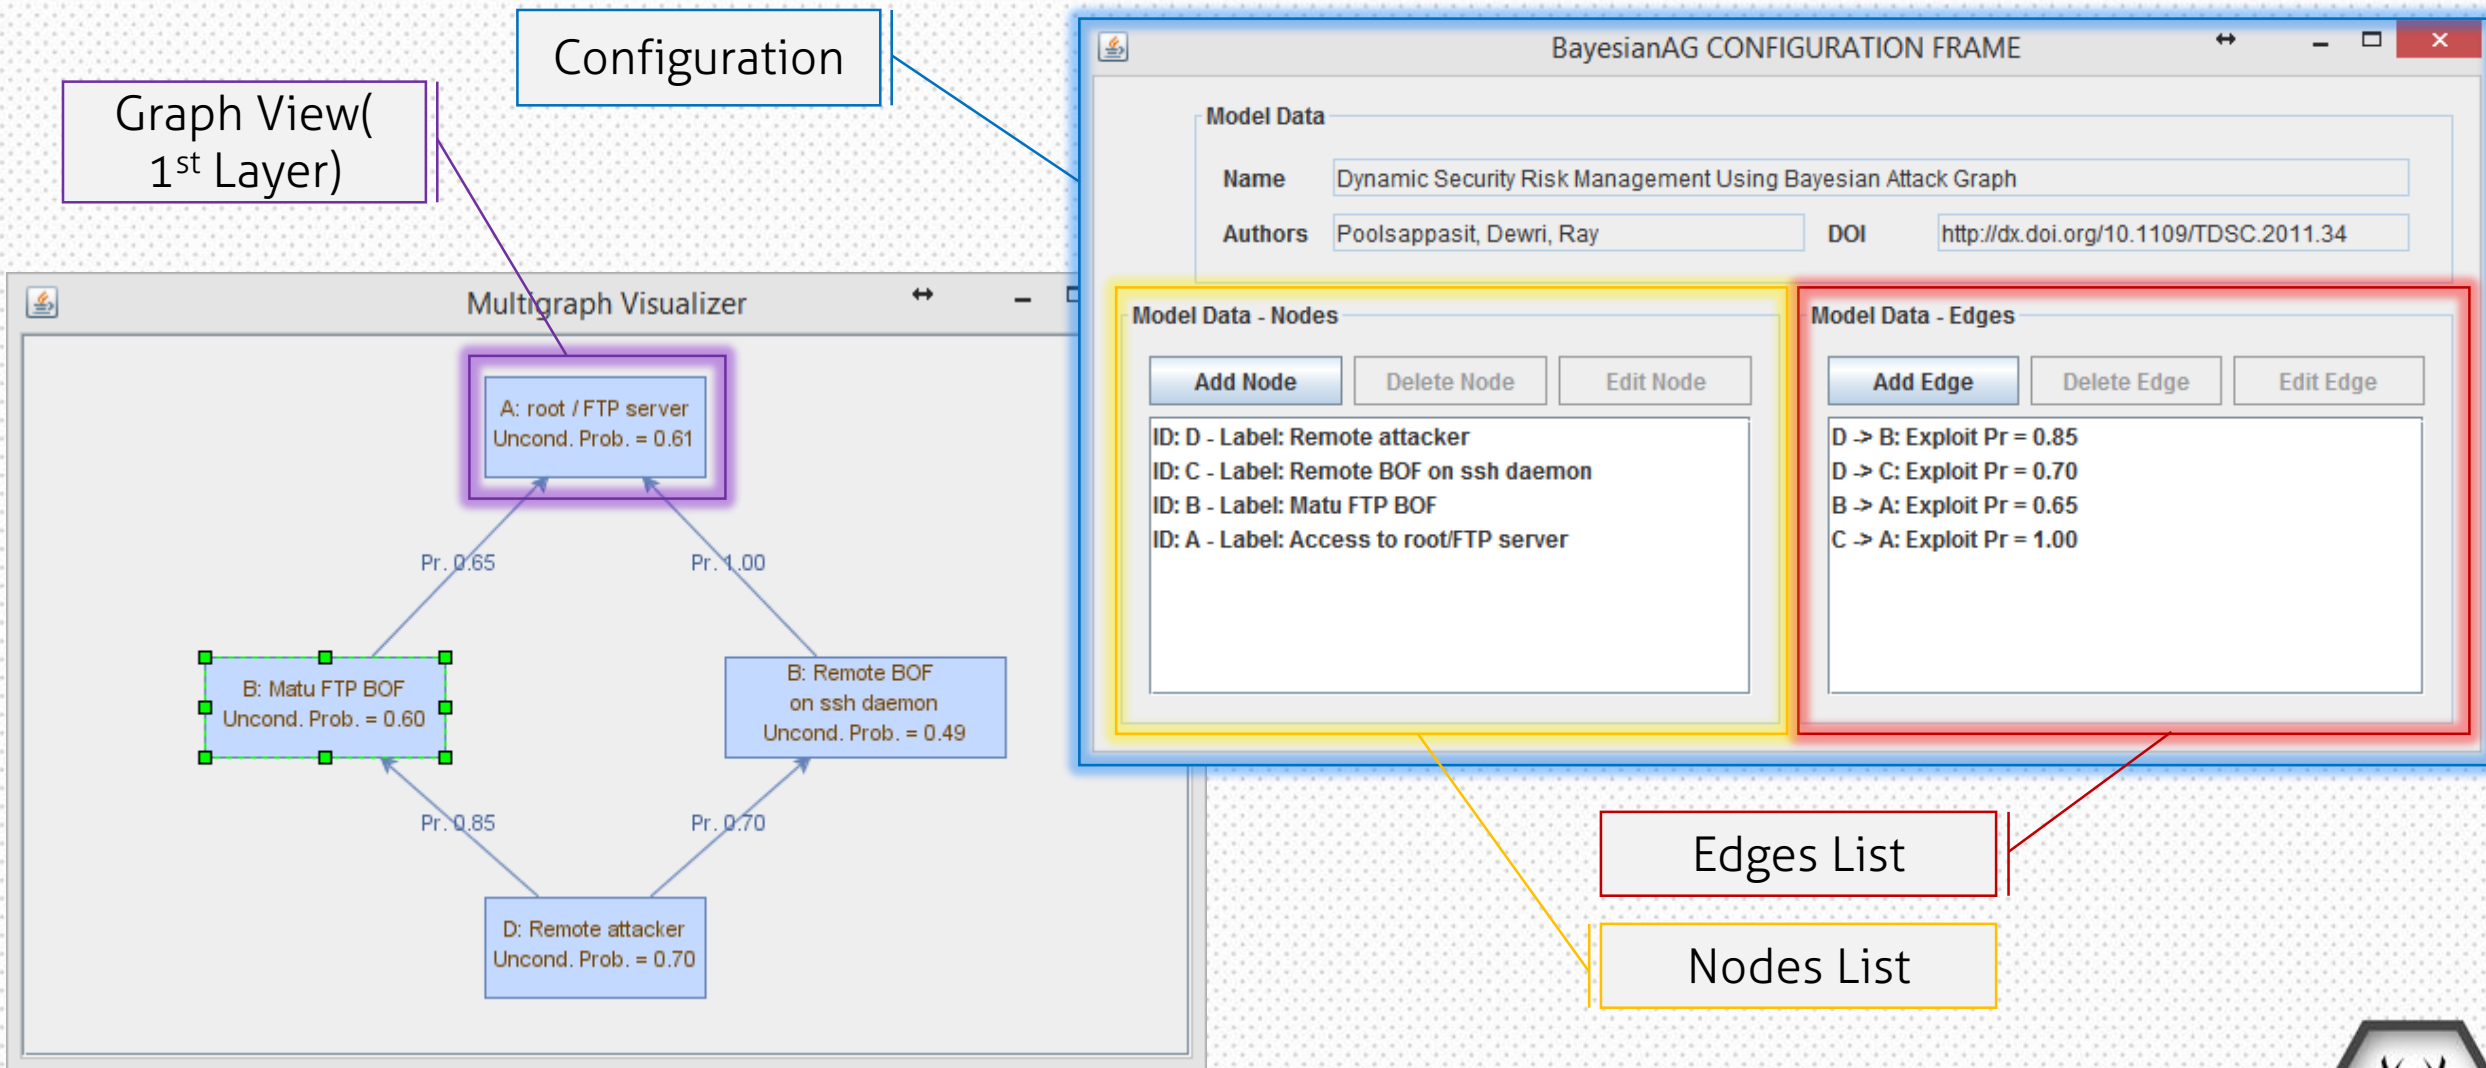 Configuration
Graph View(
1st Layer)
BayesianAG CONFIGURATION FRAME
Model Data
Name
Dynamic Security Risk Management Using Bayesian Attack Graph
Authors
Poolsappasit, Dewri, Ray
DOI
http://dx.doi.org/10.1109/TDSC.2011.34
Model Data - Nodes
Add Node
Delete Node
Edit Node
ID: D - Label: Remote attacker
ID: C - Label: Remote BOF on ssh daemon
ID: B - Label: Matu FTP BOF
ID: A - Label: Access to root/FTP server
Model Data - Edges
Add Edge
Delete Edge
Edit Edge
D -> B: Exploit Pr = 0.85
D -> C: Exploit Pr = 0.70
B -> A: Exploit Pr = 0.65
C -> A: Exploit Pr = 1.00
Multigraph Visualizer
A: root / FTP server
Uncond. Prob. = 0.61
Pr. 0.65
Pr. 1.00
B: Matu FTP BOF
Uncond. Prob. = 0.60
B: Remote BOF
on ssh daemon
Uncond. Prob. = 0.49
Pr. 0.85
Pr. 0.70
D: Remote attacker
Uncond. Prob. = 0.70
Edges List
Nodes List